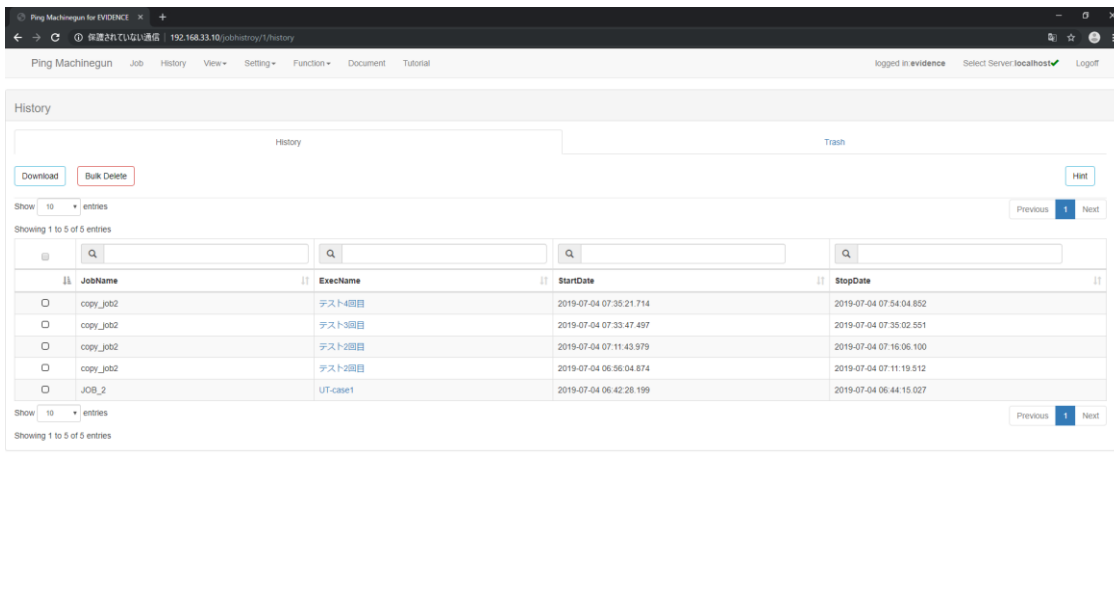 Ping Machinegun for EVIDENCE
保護されていない通信 | 192.168.33.10/jobhistroy/1/history
Ping Machinegun Job History View Setting Function Document Tutorial logged in:evidence Select Server:localhost Logoff
History
History Trash
Download Bulk Delete Hint
Show 10 entries Previous 1 Next
Showing 1 to 5 of 5 entries
JobName ExecName StartDate StopDate
copy_job2 テスト4回目 2019-07-04 07:35:21.714 2019-07-04 07:54:04.852
copy_job2 テスト3回目 2019-07-04 07:33:47.497 2019-07-04 07:35:02.551
copy_job2 テスト2回目 2019-07-04 07:11:43.979 2019-07-04 07:16:06.100
copy_job2 テスト2回目 2019-07-04 06:56:04.874 2019-07-04 07:11:19.512
JOB_2 UT-case1 2019-07-04 06:42:28.199 2019-07-04 06:44:15.027
Show 10 entries Previous 1 Next
Showing 1 to 5 of 5 entries